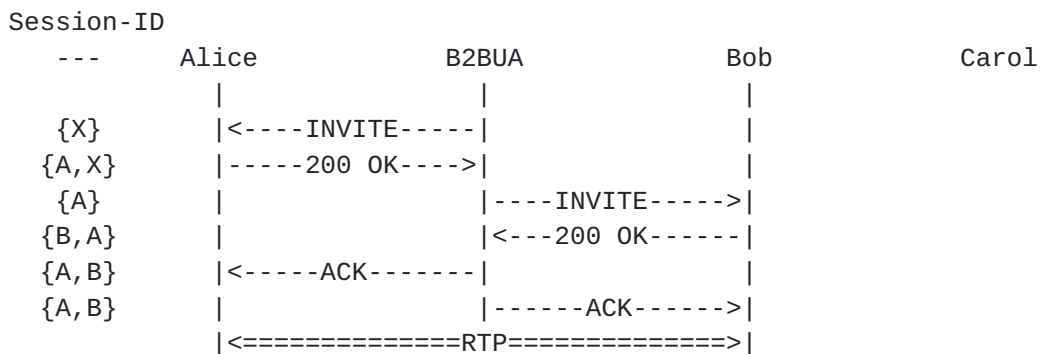 Session-ID
   ---     Alice            B2BUA             Bob            Carol
             |                |                |
   {X}       |<----INVITE-----|                |
  {A,X}      |-----200 OK---->|                |
   {A}       |                |----INVITE----->|
  {B,A}      |                |<---200 OK------|
  {A,B}      |<-----ACK-------|                |
  {A,B}      |                |------ACK------>|
             |<==============RTP==============>|